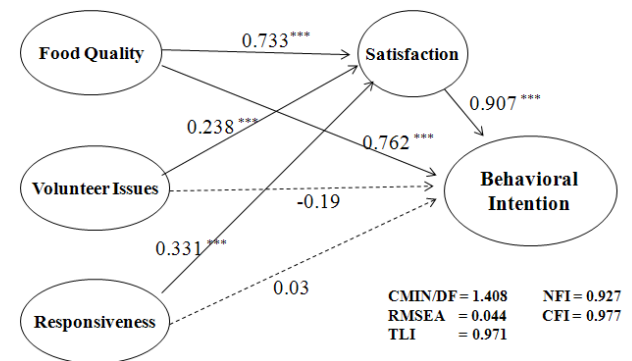 Food Quality
0.733***
Satisfaction
0.907 ***
0.238 ***
0.762 ***
Volunteer Issues
-0.19
Behavioral
Intention
0.331 ***
0.03
Responsiveness
CMIN/DF = 1.408 NFI = 0.927
RMSEA = 0.044 CFI = 0.977
TLI = 0.971